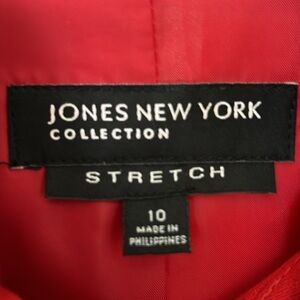 JONES NEW YORK
COLLECTION
STRETCH
10
MADE IN
PHILIPPINES